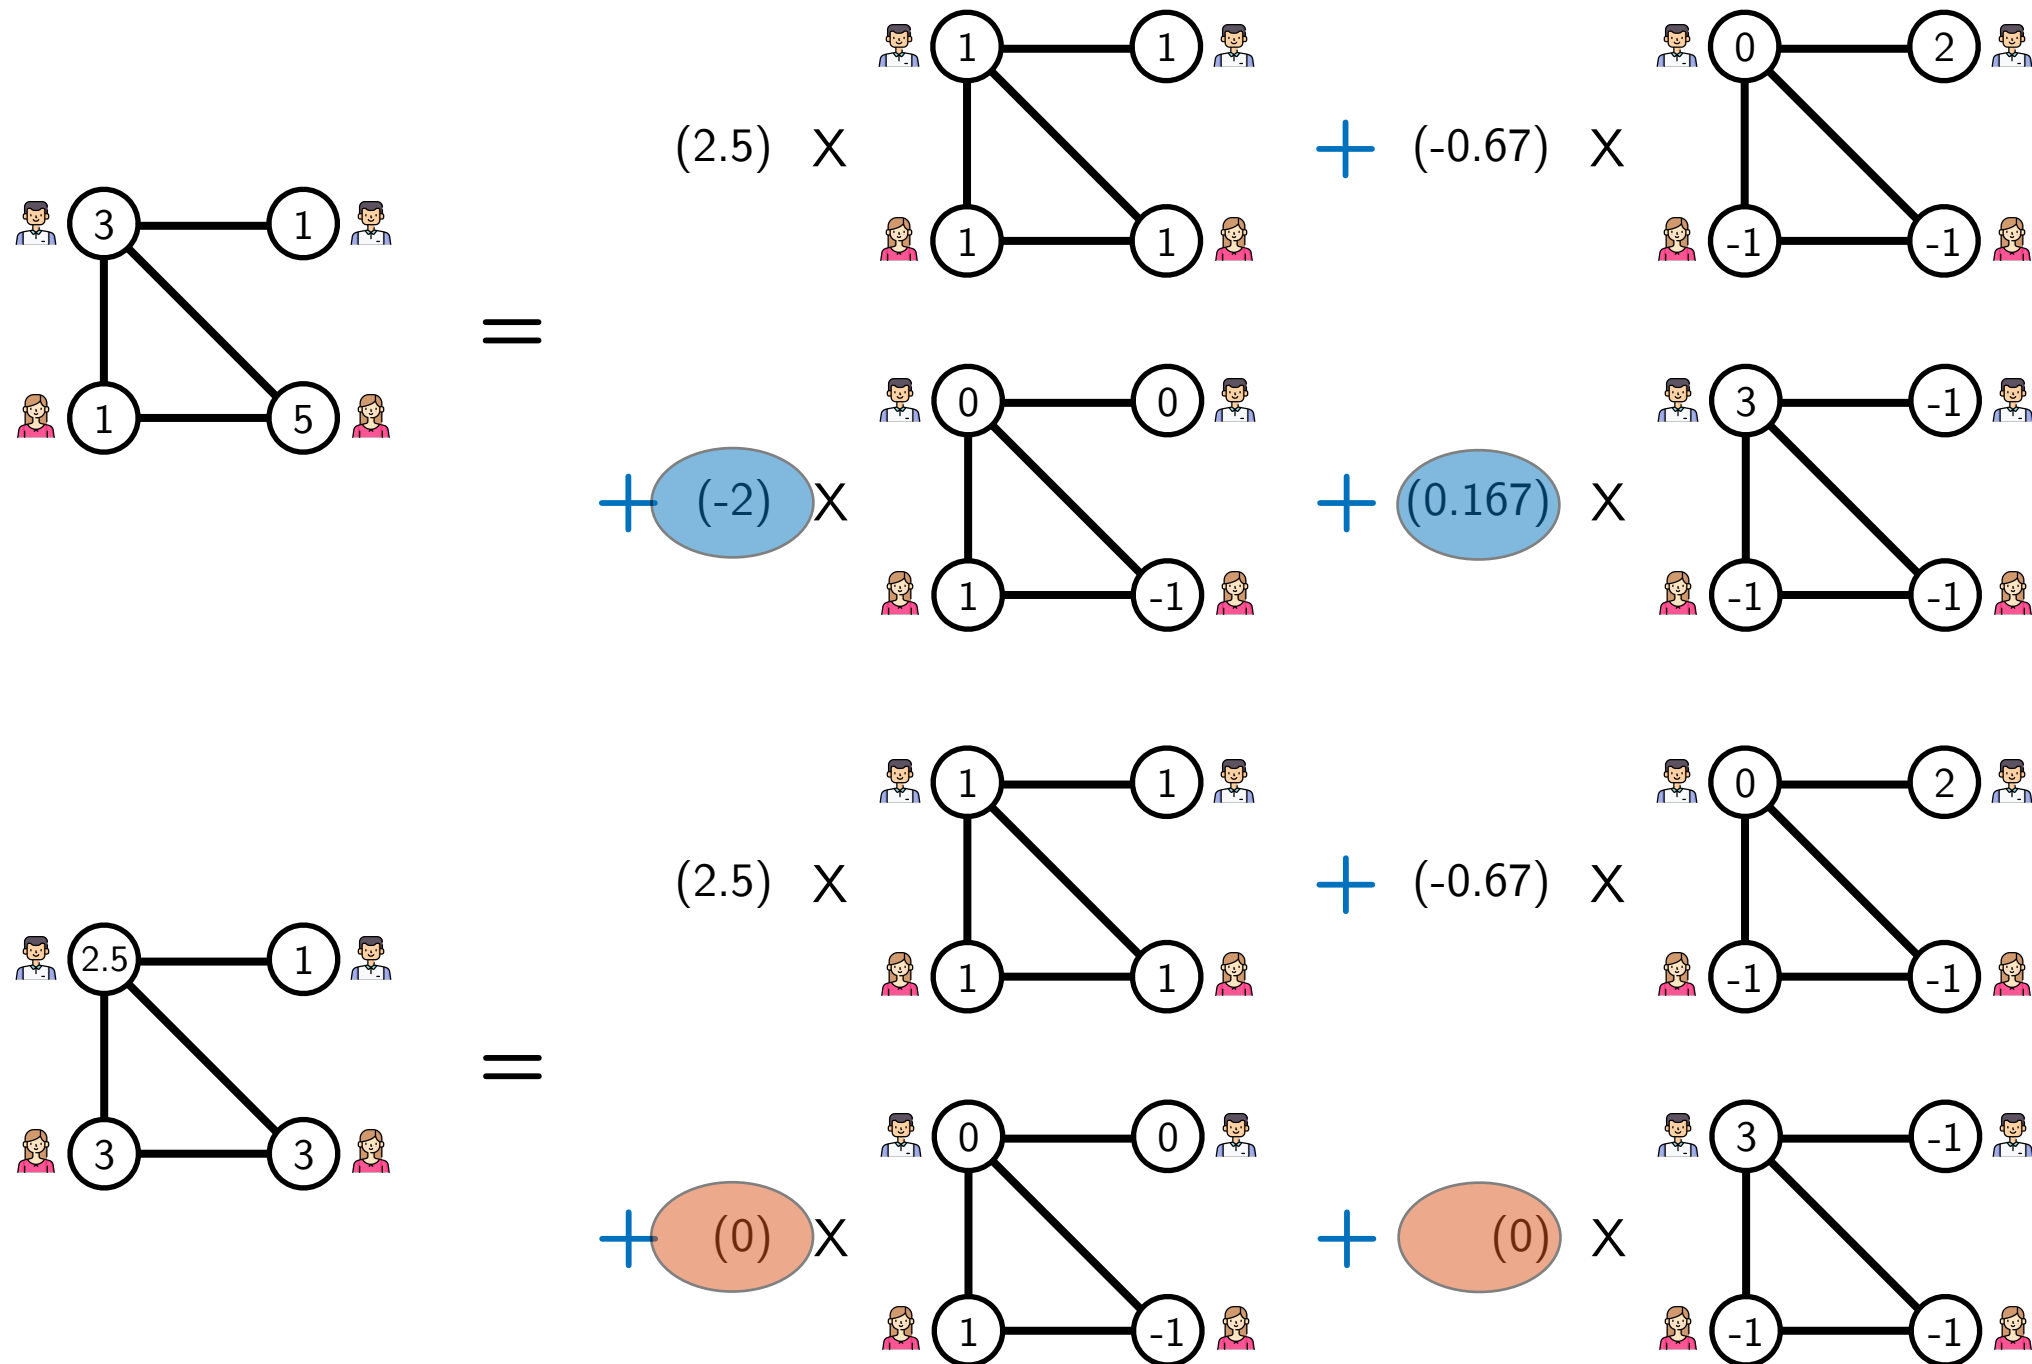 1 1 0 2
(2.5) X + (-0.67) X
1 1 -1 -1
3 1
=
1 5
0 0 3 -1
+ (-2) X + (0.167) X
1 -1 -1 -1
1 1 0 2
(2.5) X + (-0.67) X
1 1 -1 -1
2.5 1
=
3 3
0 0 3 -1
+ (0) X + (0) X
1 -1 -1 -1